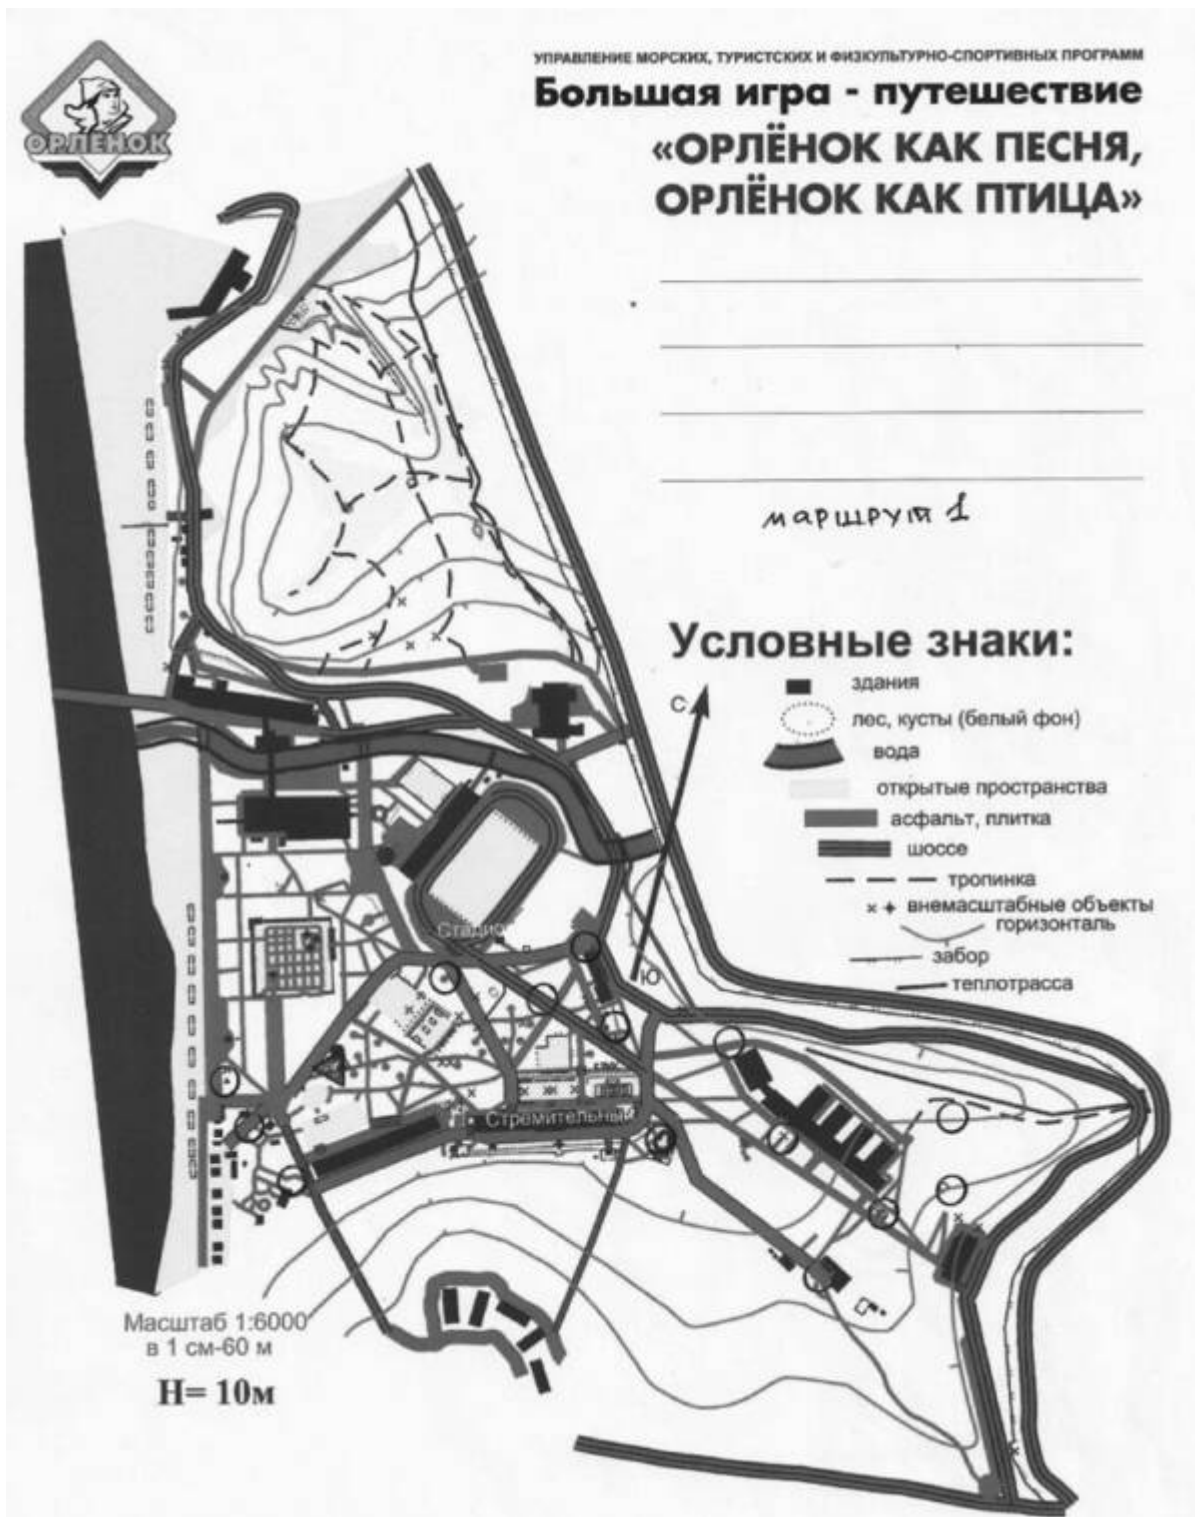 УПРАВЛЕНИЕ МОРСКИХ, ТУРИСТСКИХ И ФИЗКУЛЬТУРНО-СПОРТИВНЫХ ПРОГРАММ
Большая игра - путешествие
«ОРЛЁНОК КАК ПЕСНЯ,
ОРЛЁНОК КАК ПТИЦА»
ОРЛЁНОК
маршрут 1
Условные знаки:
С
здания
лес, кусты (белый фон)
вода
открытые пространства
асфальт, плитка
шоссе
тропинка
внемасштабные объекты
горизонталь
забор
теплотрасса
Ю
Стадио
Стремительный
Масштаб 1:6000
в 1 см-60 м
Н= 10м